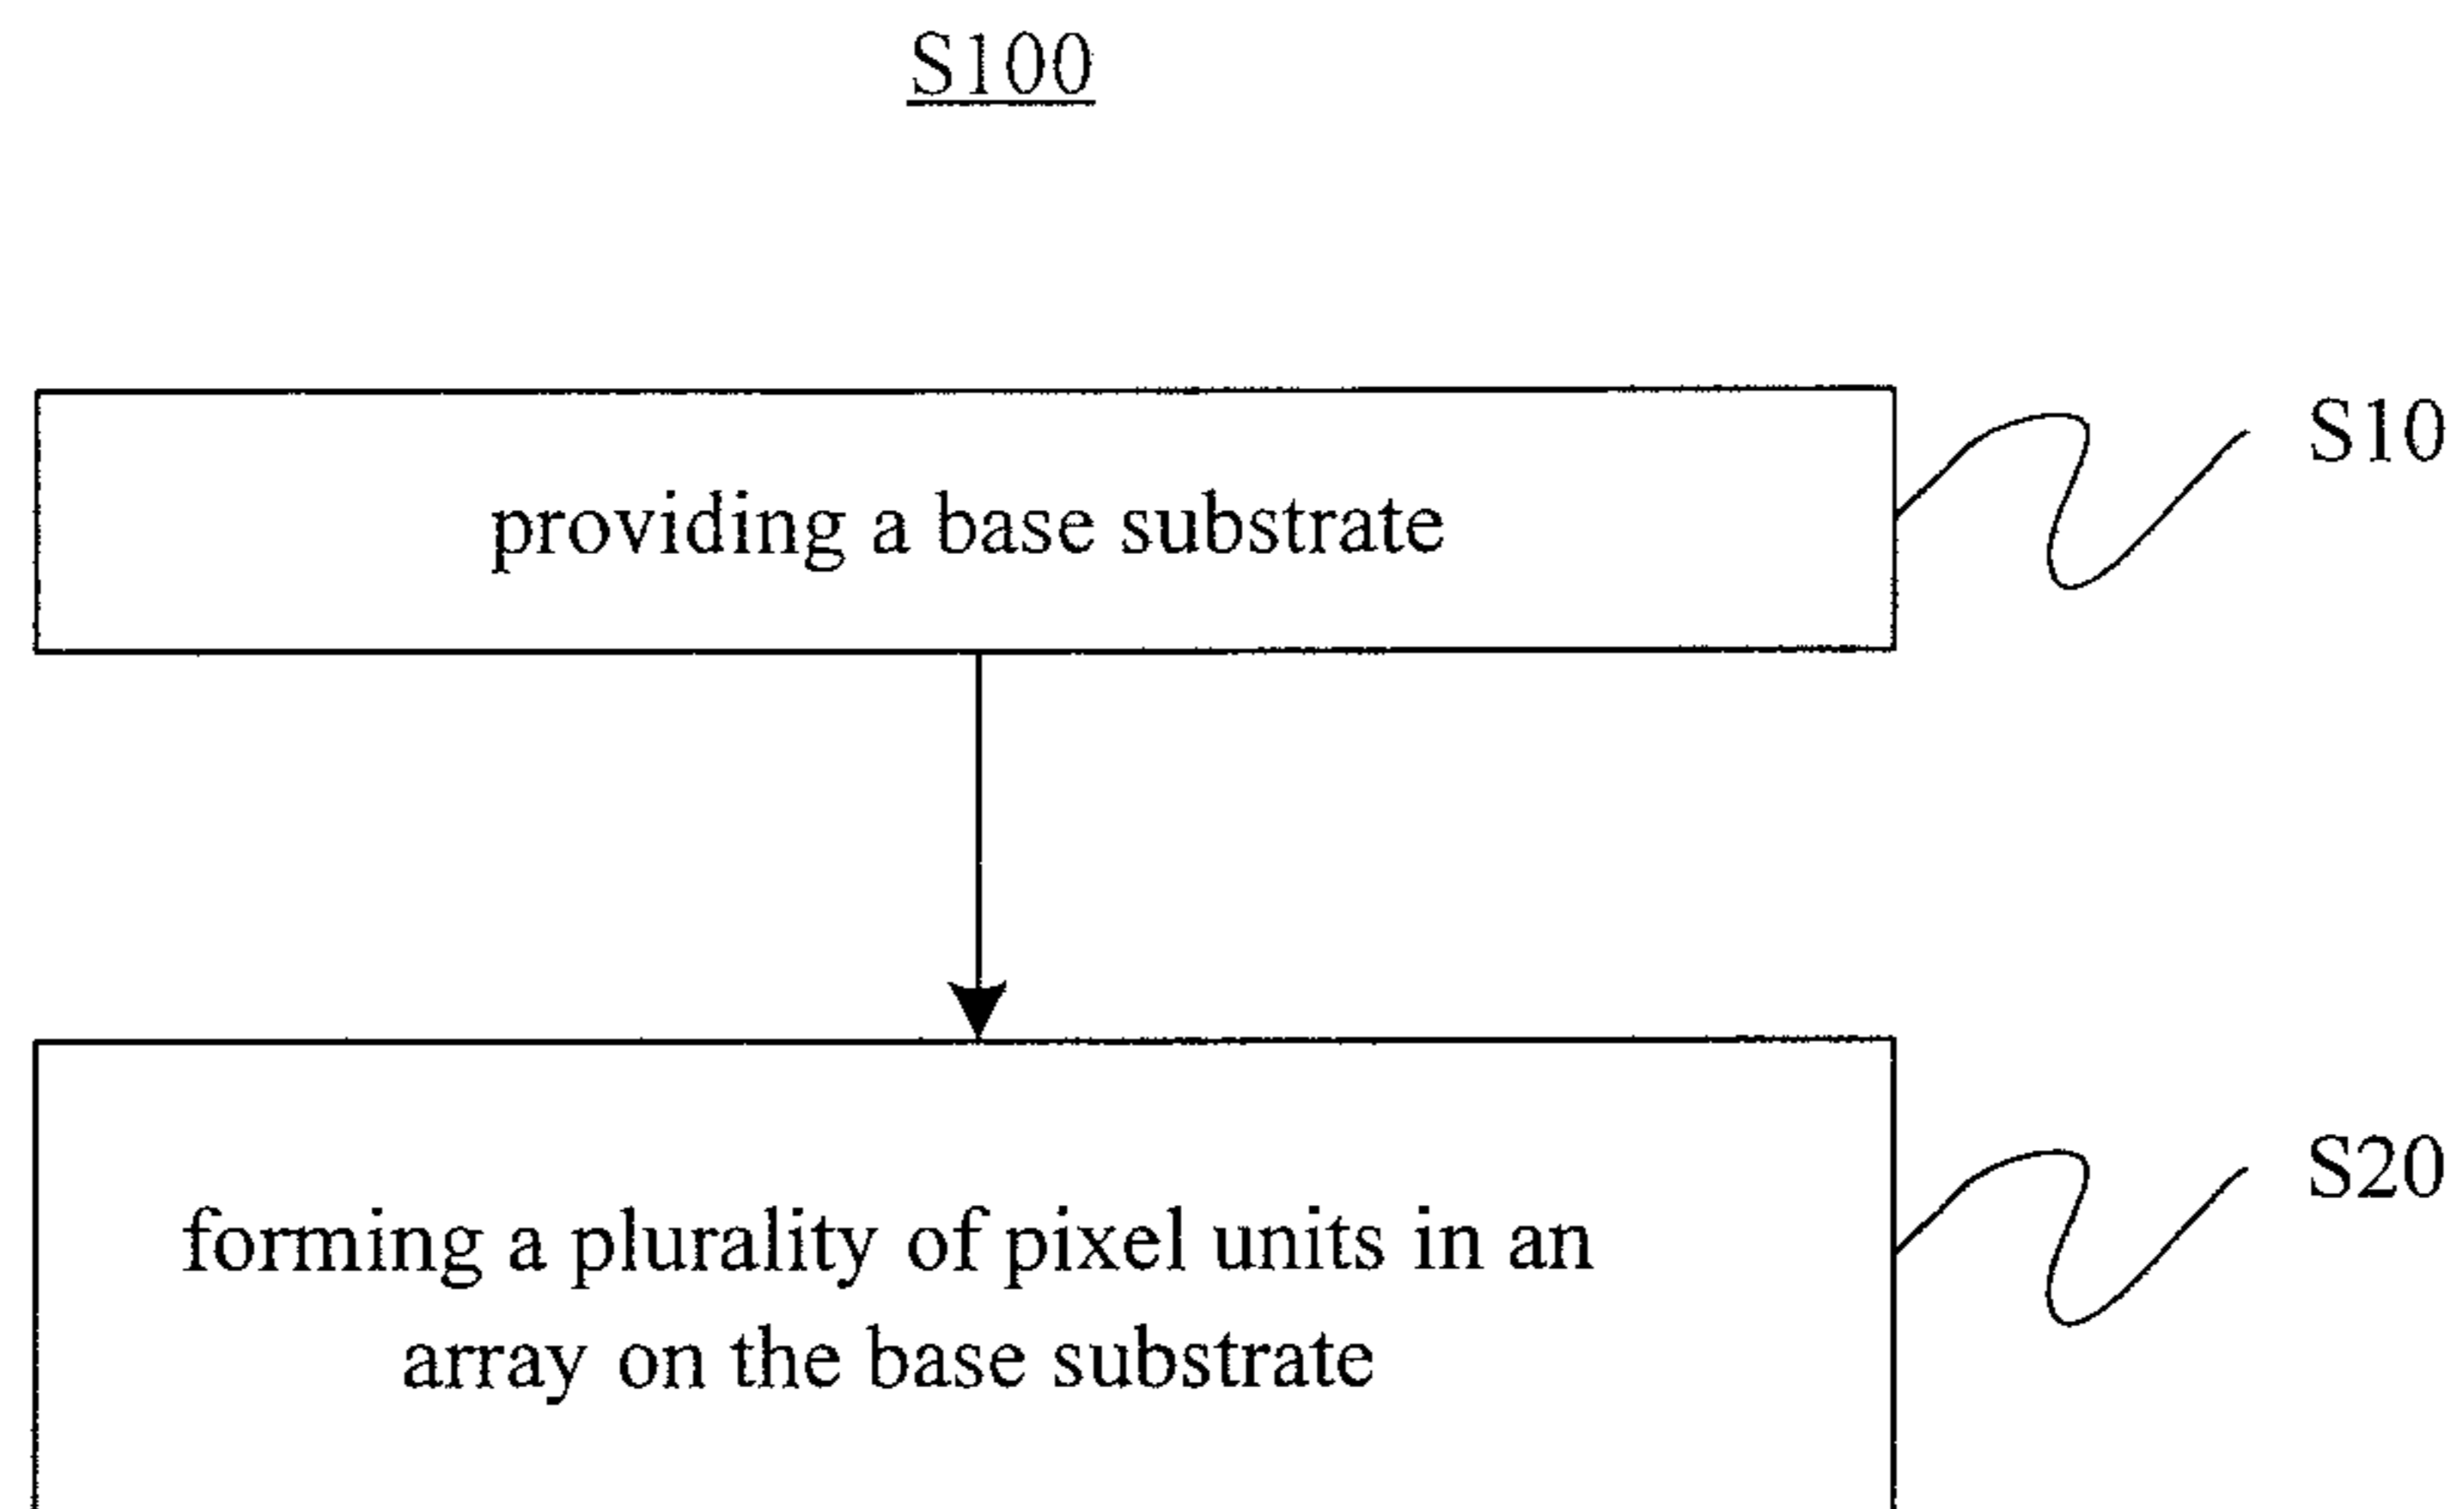 S100
providing a base substrate
S10
forming a plurality of pixel units in an
array on the base substrate
S20